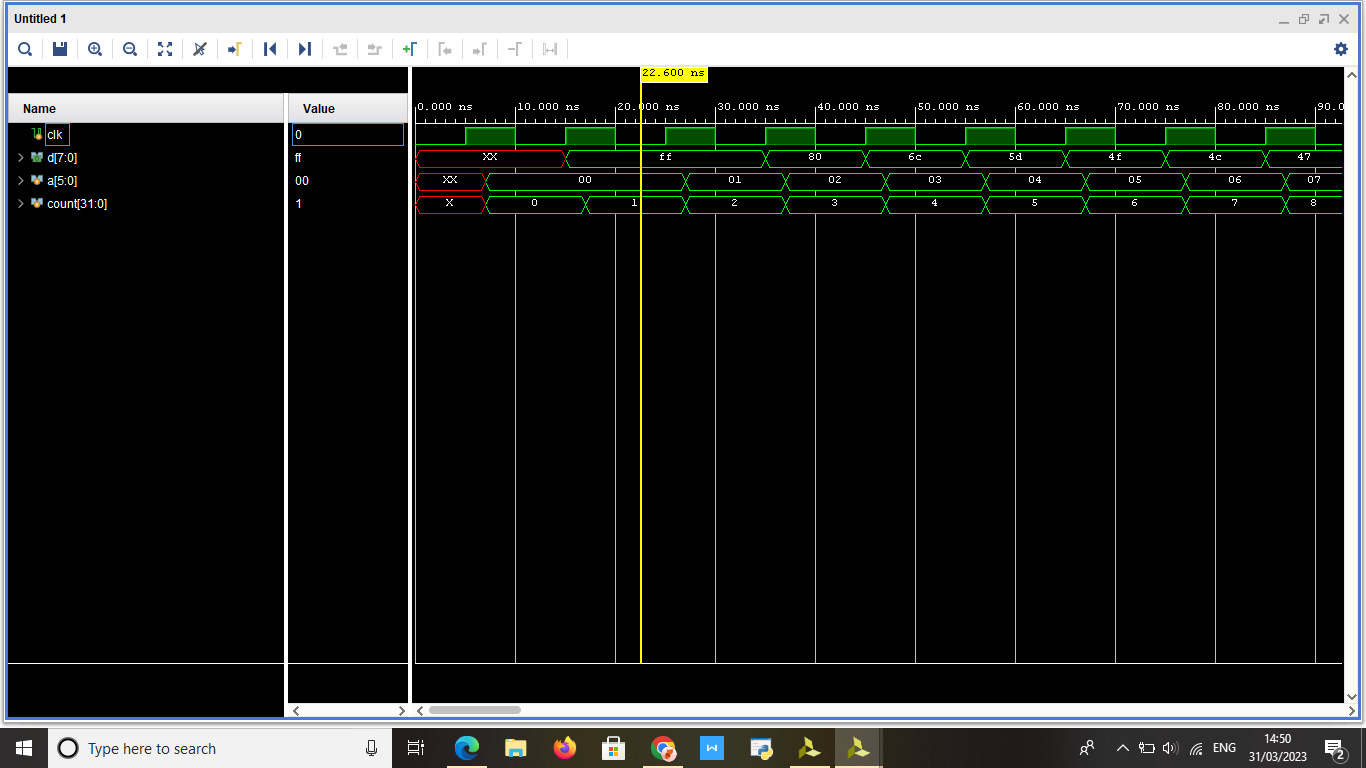 Untitled 1
22.600 ns
Name Value
0.000 ns 10.000 ns 20.000 ns 30.000 ns 40.000 ns 50.000 ns 60.000 ns 70.000 ns 80.000 ns 90.0
clk 0
d[7:0] ff XX ff 80 6c 5d 4f 4c 47
a[5:0] 00 XX 00 01 02 03 04 05 06 07
count[31:0] 1 X 0 1 2 3 4 5 6 7 8
Type here to search
ENG
14:50
31/03/2023
2